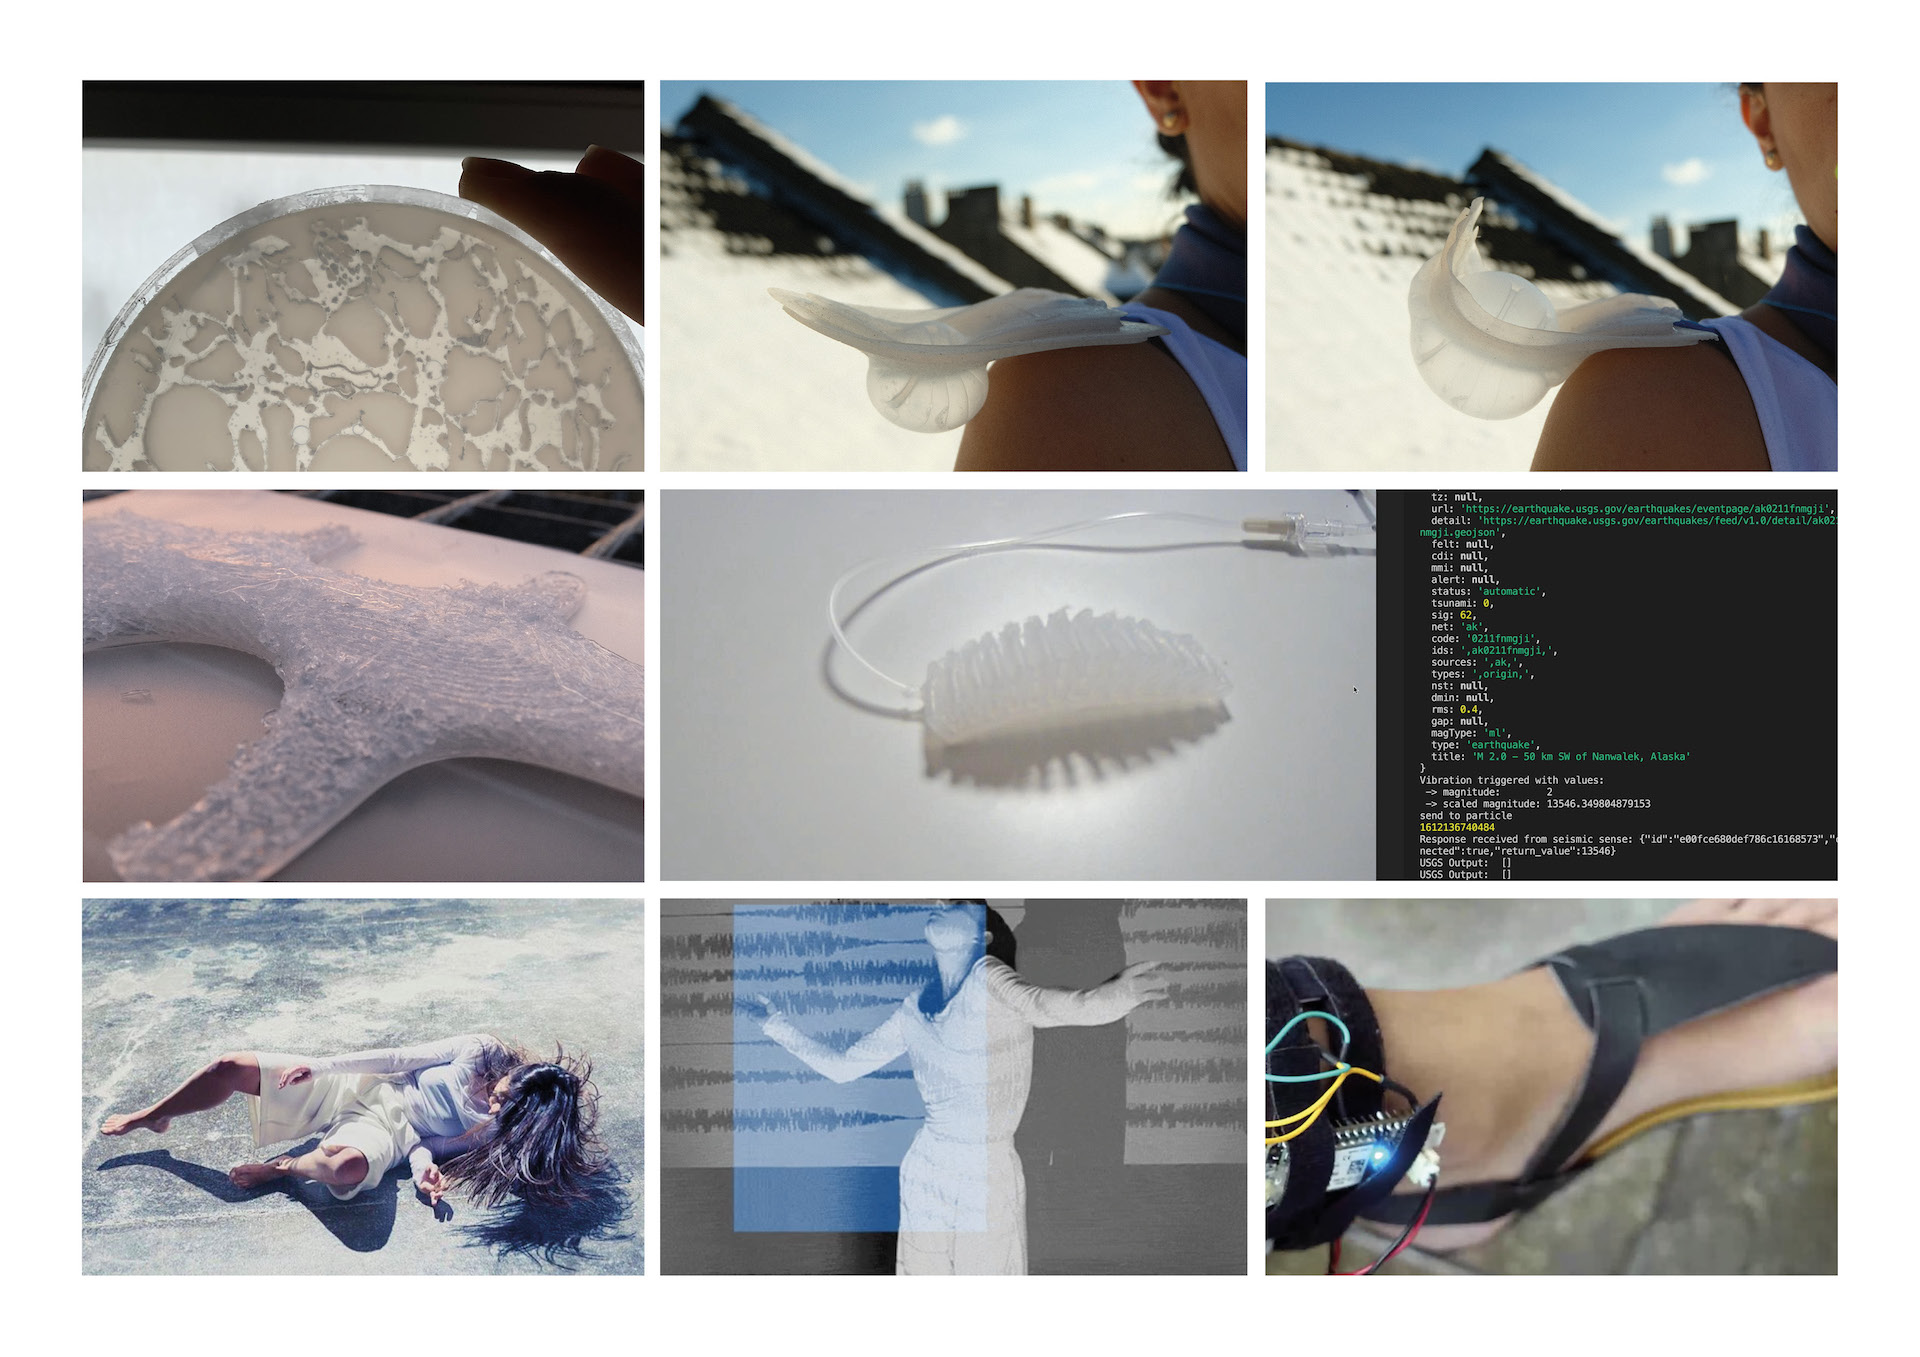 tz: null,
url: 'https://earthquake.usgs.gov/earthquakes/eventpage/ak0211fnmgji',
detail: 'https://earthquake.usgs.gov/earthquakes/feed/v1.0/detail/ak021
nmgji.geojson',
felt: null,
cdi: null,
mmi: null,
alert: null,
status: 'automatic',
tsunami: 0,
sig: 62,
net: 'ak',
code: '0211fnmgji',
ids: ',ak0211fnmgji,',
sources: ',ak,',
types: ',origin,',
nst: null,
dmin: null,
rms: 0.4,
gap: null,
magType: 'ml',
type: 'earthquake',
title: 'M 2.0 - 50 km SW of Nanwalek, Alaska'
}
Vibration triggered with values:
-> magnitude: 2
-> scaled magnitude: 13546.349804879153
send to particle
1612136740484
Response received from seismic sense: {"id":"e00fce680def786c16168573","
nected":true,"return_value":13546}
USGS Output: []
USGS Output: []